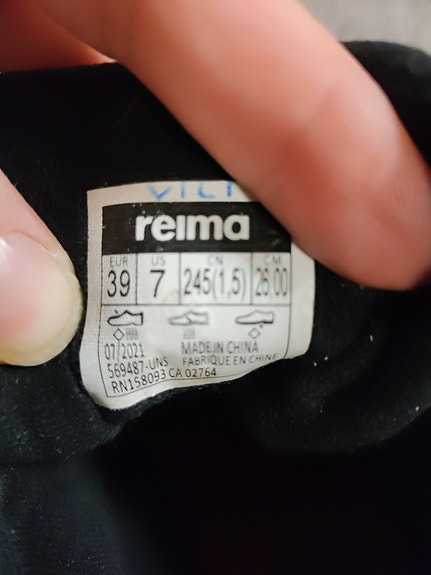 reima
EUR US CN CM
39 7 245(1,5) 26.00
07/2021 MADE IN CHINA
569487-UNS FABRIQUE EN CHINE
RN158093 CA 02764